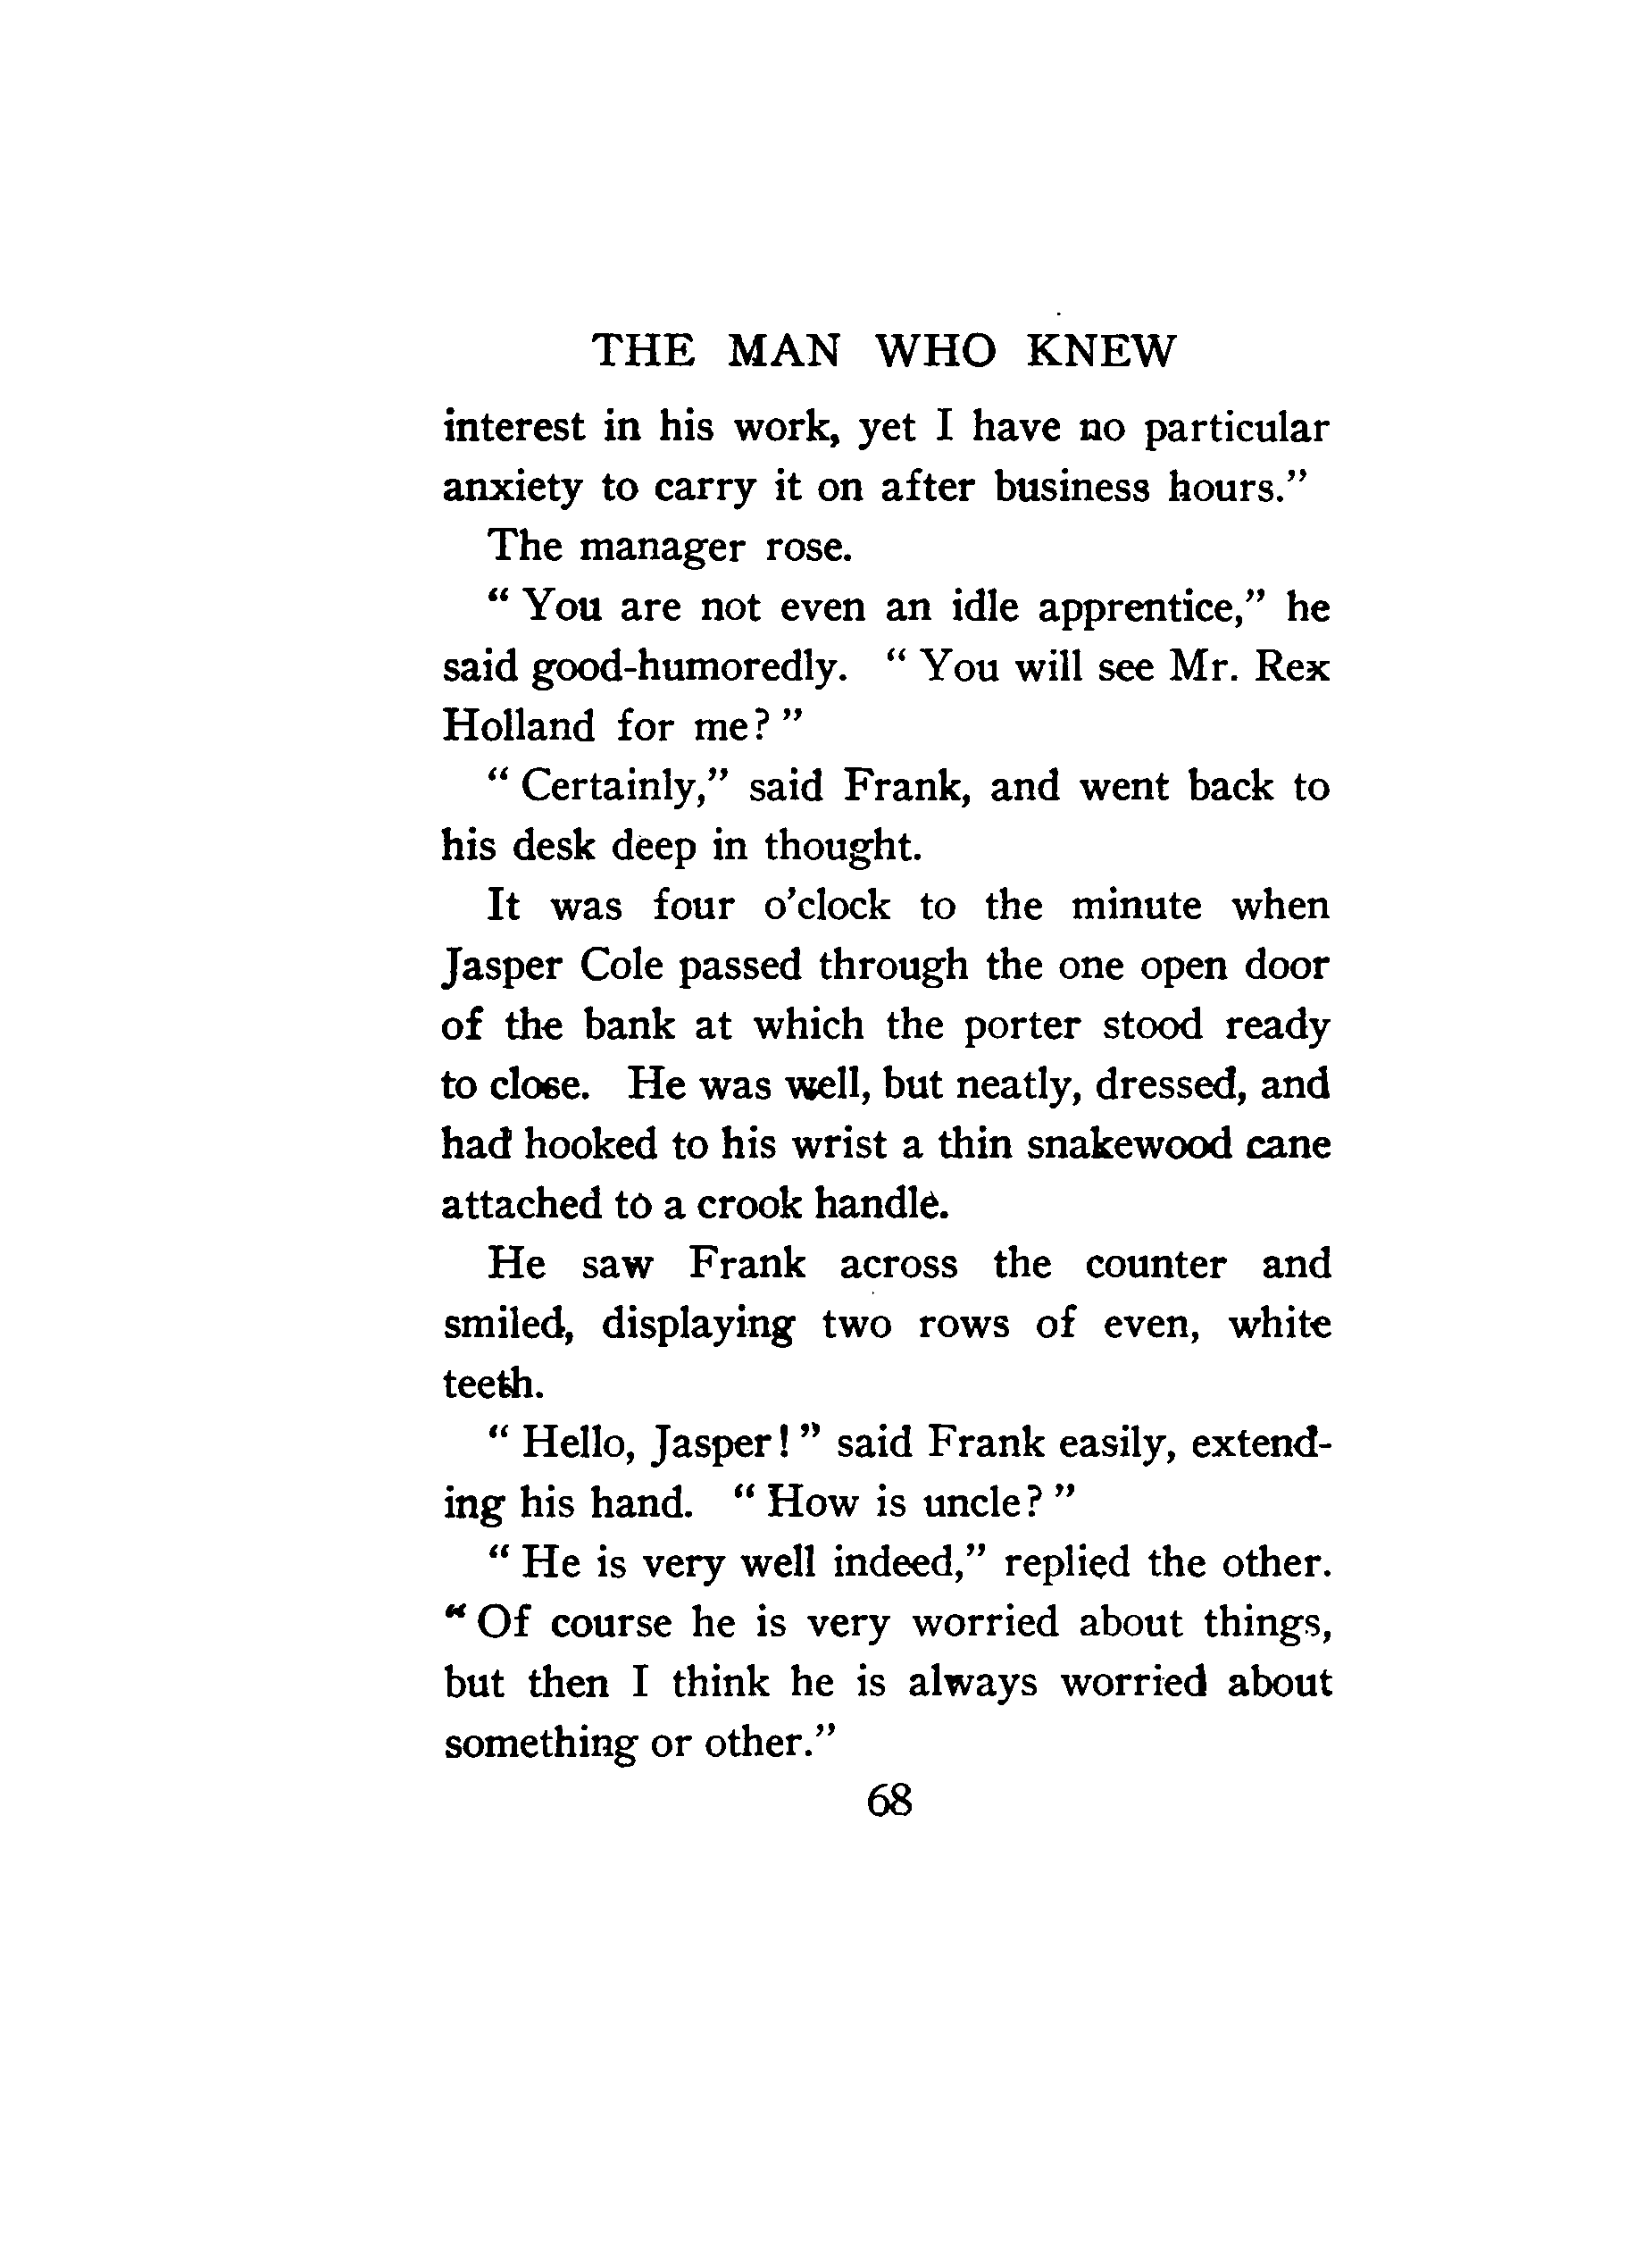 THE MAN WHO KNEW
interest in his work, yet I have no particular
anxiety to carry it on after business hours.”
The manager rose.
“ You are not even an idle apprentice,” he
said good-humoredly. “ You will see Mr. Rex
Holland for me? ”
“ Certainly,” said Frank, and went back to
his desk deep in thought.
It was four o’clock to the minute when
Jasper Cole passed through the one open door
of the bank at which the porter stood ready
to close. He was well, but neatly, dressed, and
had hooked to his wrist a thin snakewood cane
attached to a crook handle.
He saw Frank across the counter and
smiled, displaying two rows of even, white
teeth.
“ Hello, Jasper! ” said Frank easily, extend-
ing his hand. “ How is uncle? ”
“ He is very well indeed,” replied the other.
“ Of course he is very worried about things,
but then I think he is always worried about
something or other.”
68